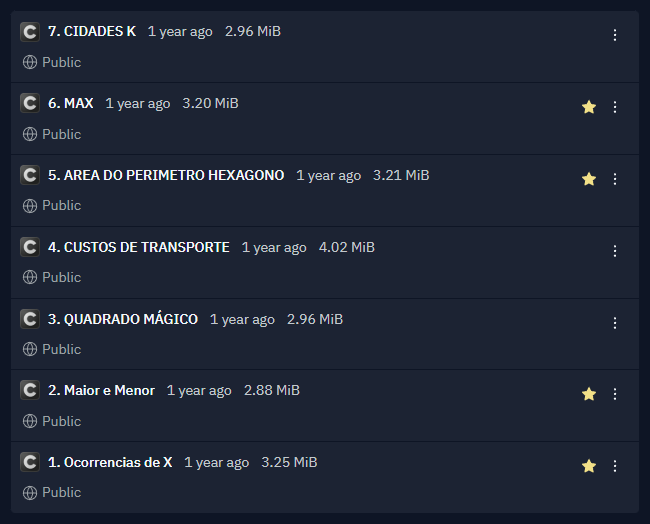 7. CIDADES K 1 year ago 2.96 MiB
Public
6. MAX 1 year ago 3.20 MiB
Public
5. AREA DO PERIMETRO HEXAGONO 1 year ago 3.21 MiB
Public
4. CUSTOS DE TRANSPORTE 1 year ago 4.02 MiB
Public
3. QUADRADO MÁGICO 1 year ago 2.96 MiB
Public
2. Maior e Menor 1 year ago 2.88 MiB
Public
1. Ocorrencias de X 1 year ago 3.25 MiB
Public